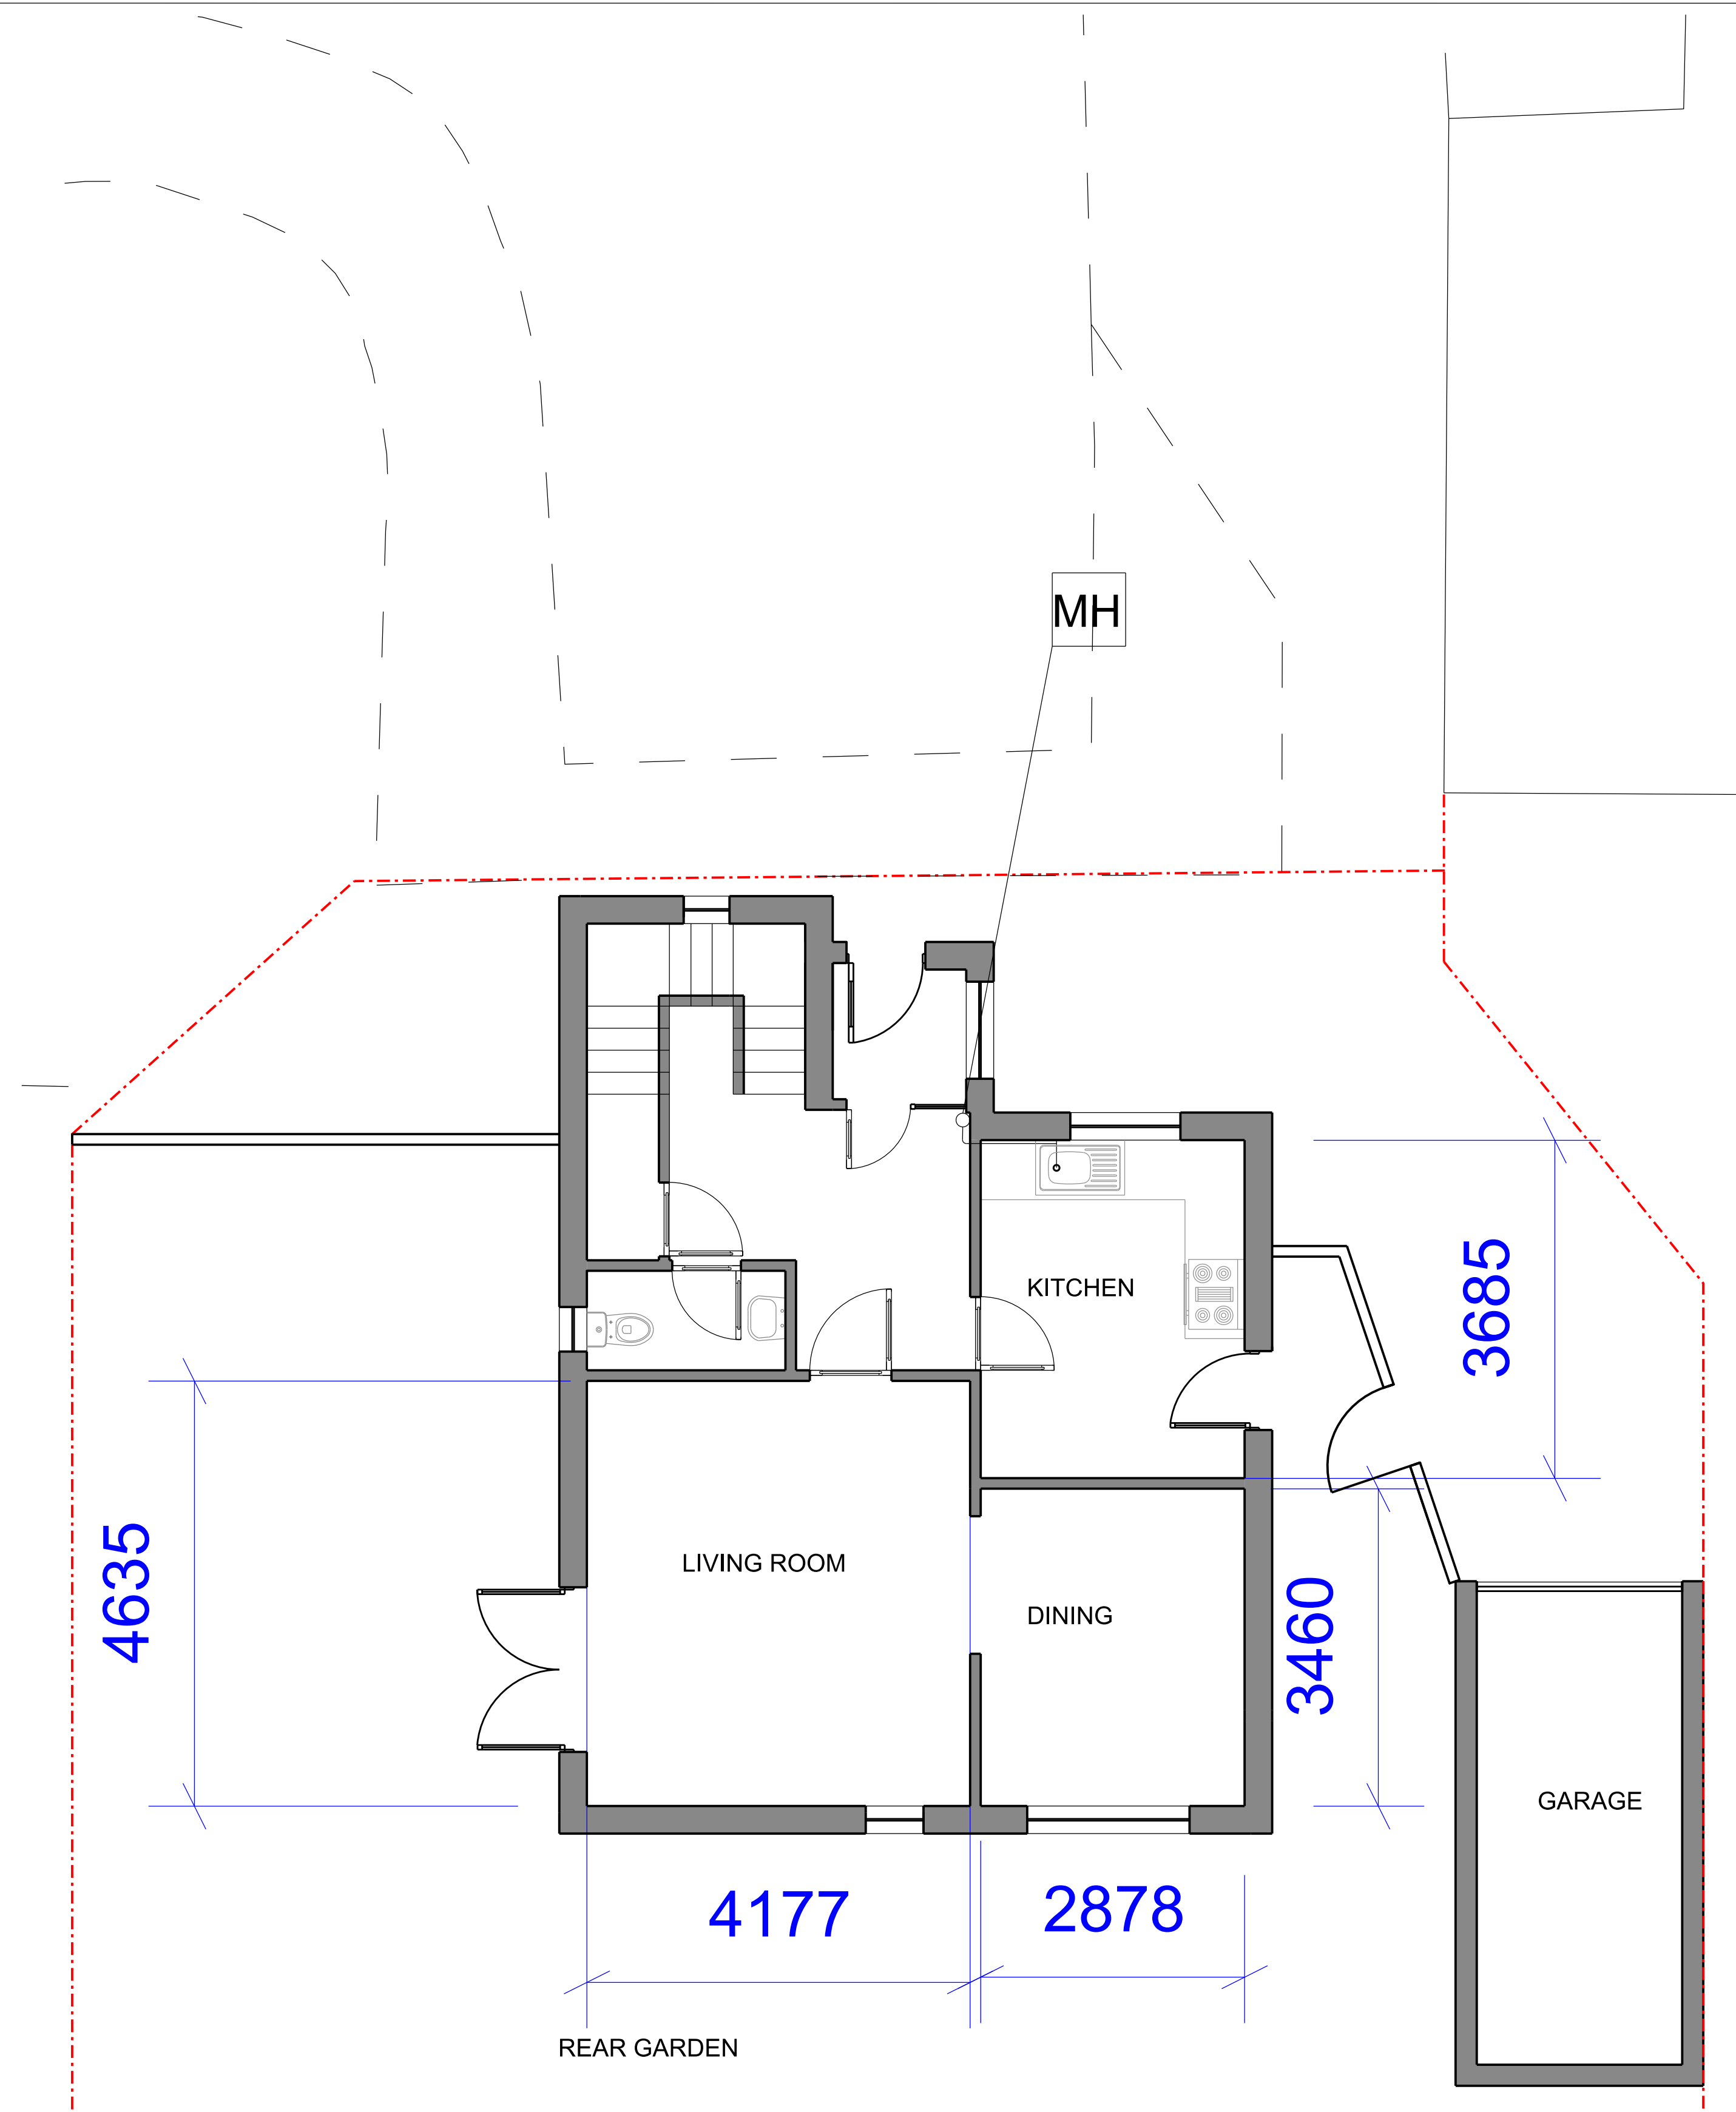 MH
KITCHEN
3685
4635
LIVING ROOM
DINING
3460
GARAGE
4177
2878
REAR GARDEN